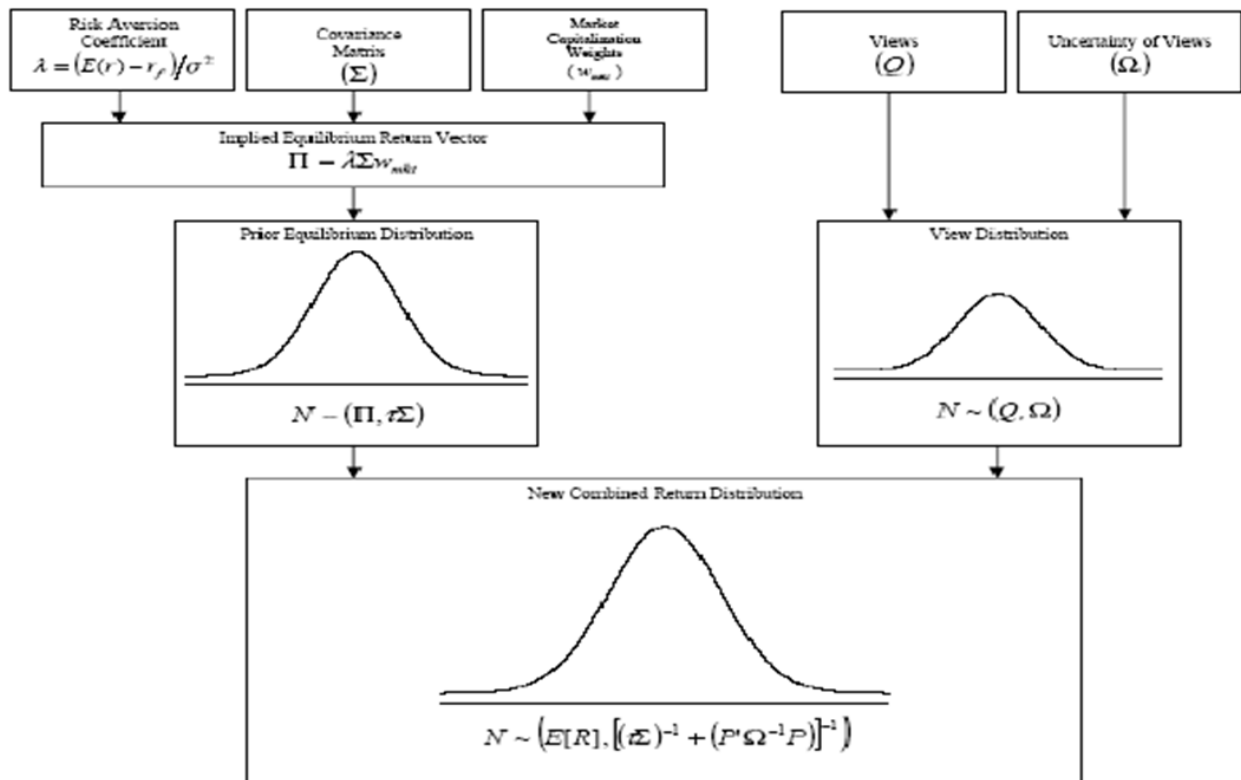 Risk Aversion
Coefficient
λ = (E(r) − r_f)/σ²
Covariance
Matrix
(Σ)
Market
Capitalization
Weights
(w_mkt)
Views
(Q)
Uncertainty of Views
(Ω)
Implied Equilibrium Return Vector
Π − λΣw_mkt
Prior Equilibrium Distribution
N − (Π, τΣ)
View Distribution
N ~ (Q, Ω)
New Combined Return Distribution
N ~ (E[R], [(τΣ)⁻¹ + (P'Ω⁻¹P)]⁻¹)